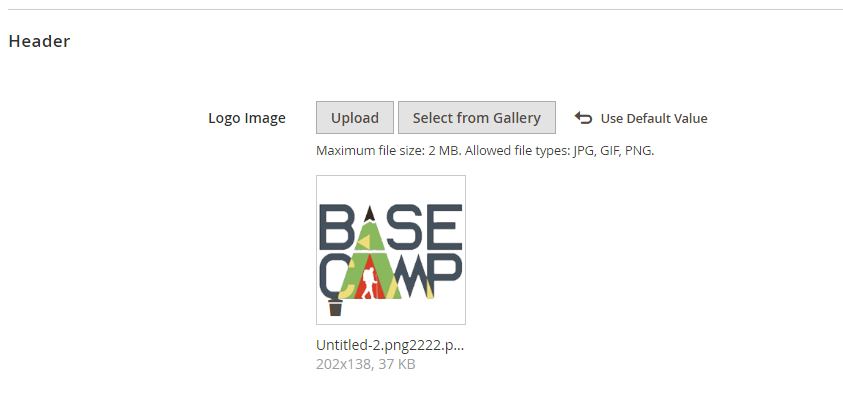 Header
Logo Image Upload Select from Gallery Use Default Value
Maximum file size: 2 MB. Allowed file types: JPG, GIF, PNG.
BASE
CAMP
Untitled-2.png2222.p...
202x138, 37 KB